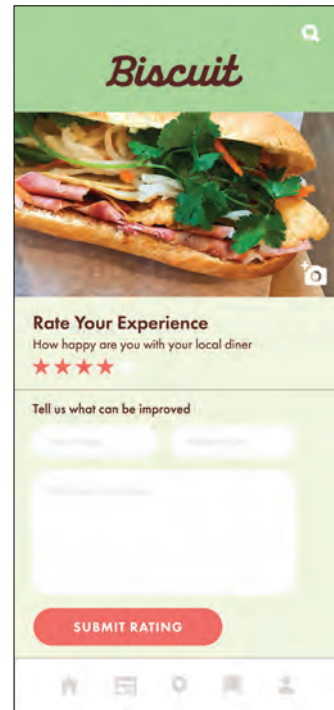 Biscuit
Rate Your Experience
How happy are you with your local diner
Tell us what can be improved
SUBMIT RATING